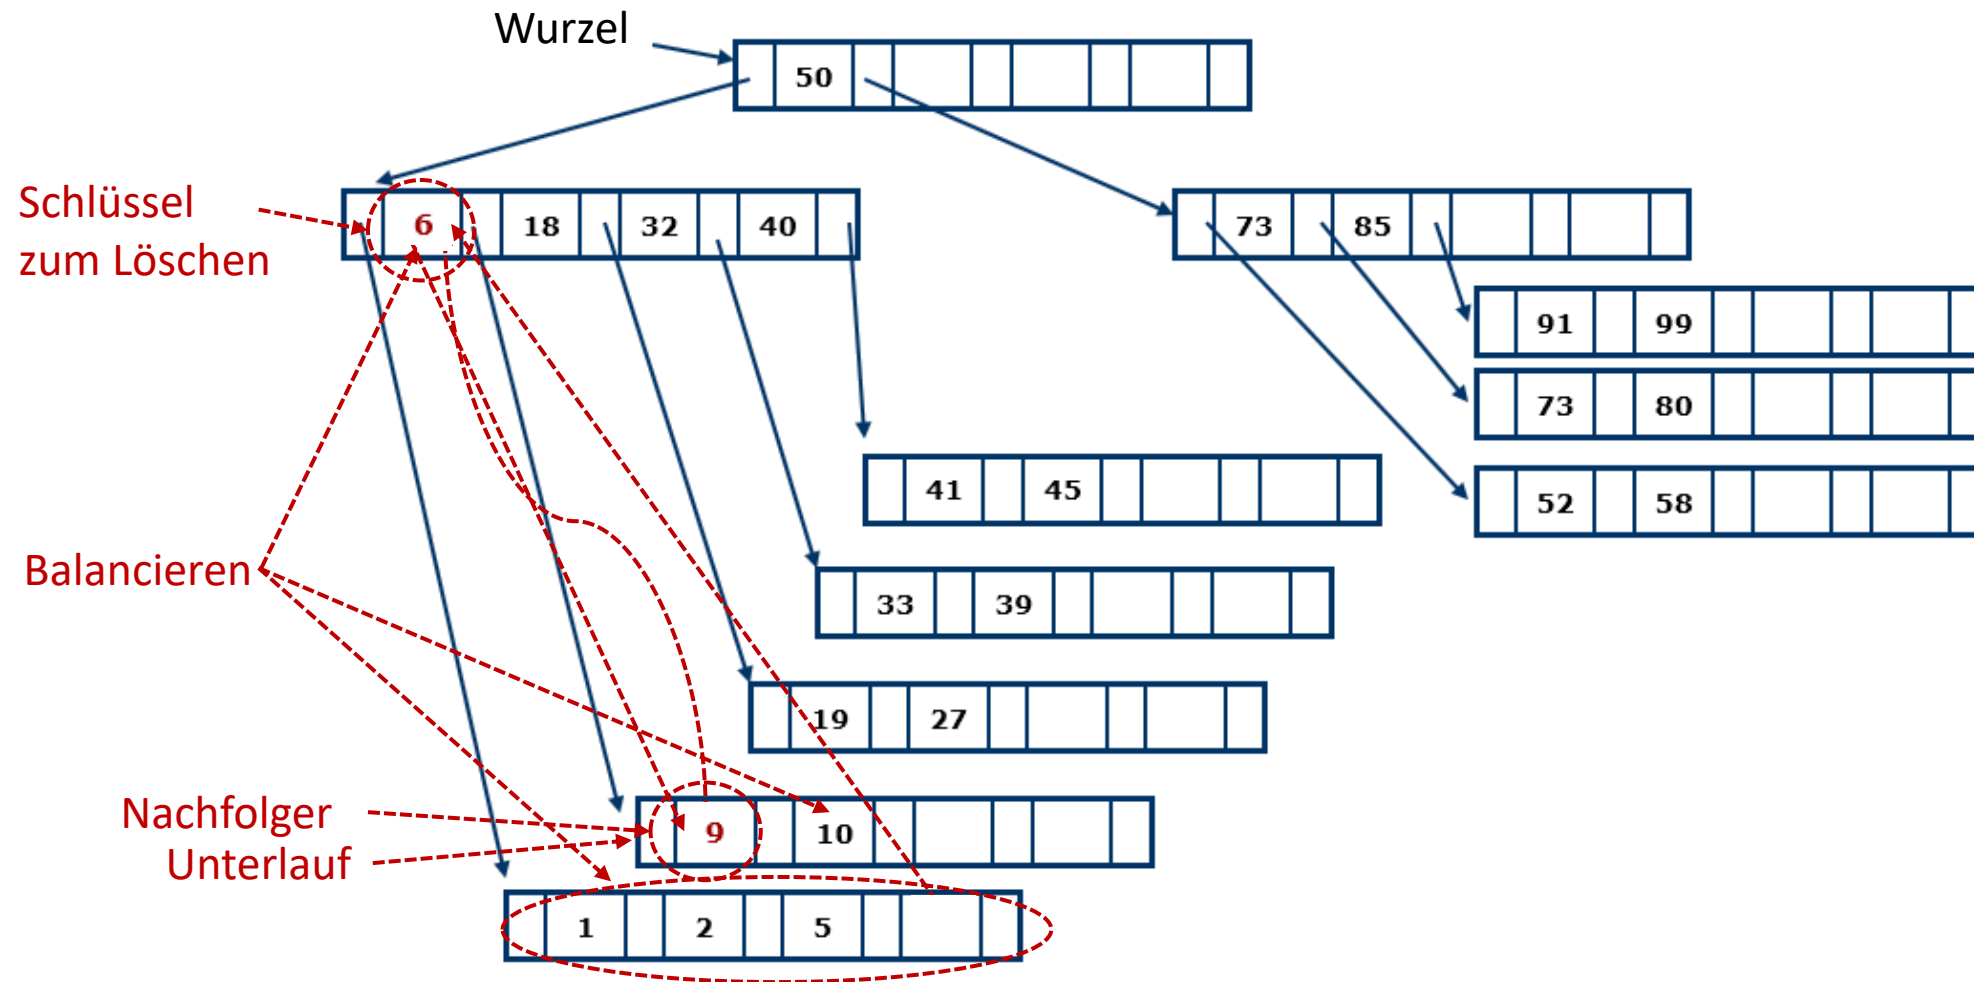 Wurzel
50
Schlüssel
zum Löschen
6 18 32 40
73 85
91 99
73 80
41 45
52 58
Balancieren
33 39
19 27
Nachfolger
Unterlauf
9 10
1 2 5